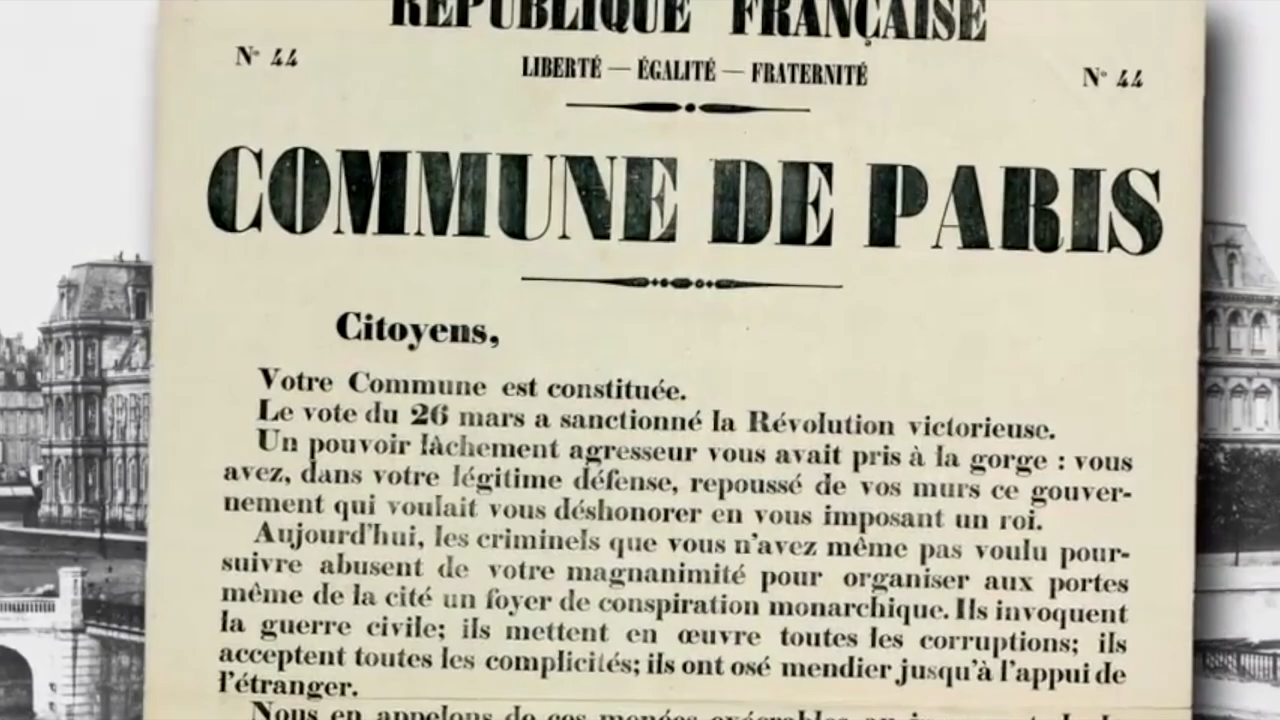 RÉPUBLIQUE FRANÇAISE
N° 44
LIBERTÉ — ÉGALITÉ — FRATERNITÉ
N° 44
COMMUNE DE PARIS
Citoyens,
Votre Commune est constituée.
Le vote du 26 mars a sanctionné la Révolution victorieuse.
Un pouvoir lâchement agresseur vous avait pris à la gorge : vous
avez, dans votre légitime défense, repoussé de vos murs ce gouver-
nement qui voulait vous déshonorer en vous imposant un roi.
Aujourd'hui, les criminels que vous n'avez même pas voulu pour-
suivre abusent de votre magnanimité pour organiser aux portes
même de la cité un foyer de conspiration monarchique. Ils invoquent
la guerre civile; ils mettent en œuvre toutes les corruptions; ils
acceptent toutes les complicités; ils ont osé mendier jusqu'à l'appui de
l'étranger.
Nous en appelons de ces menées exécrables au